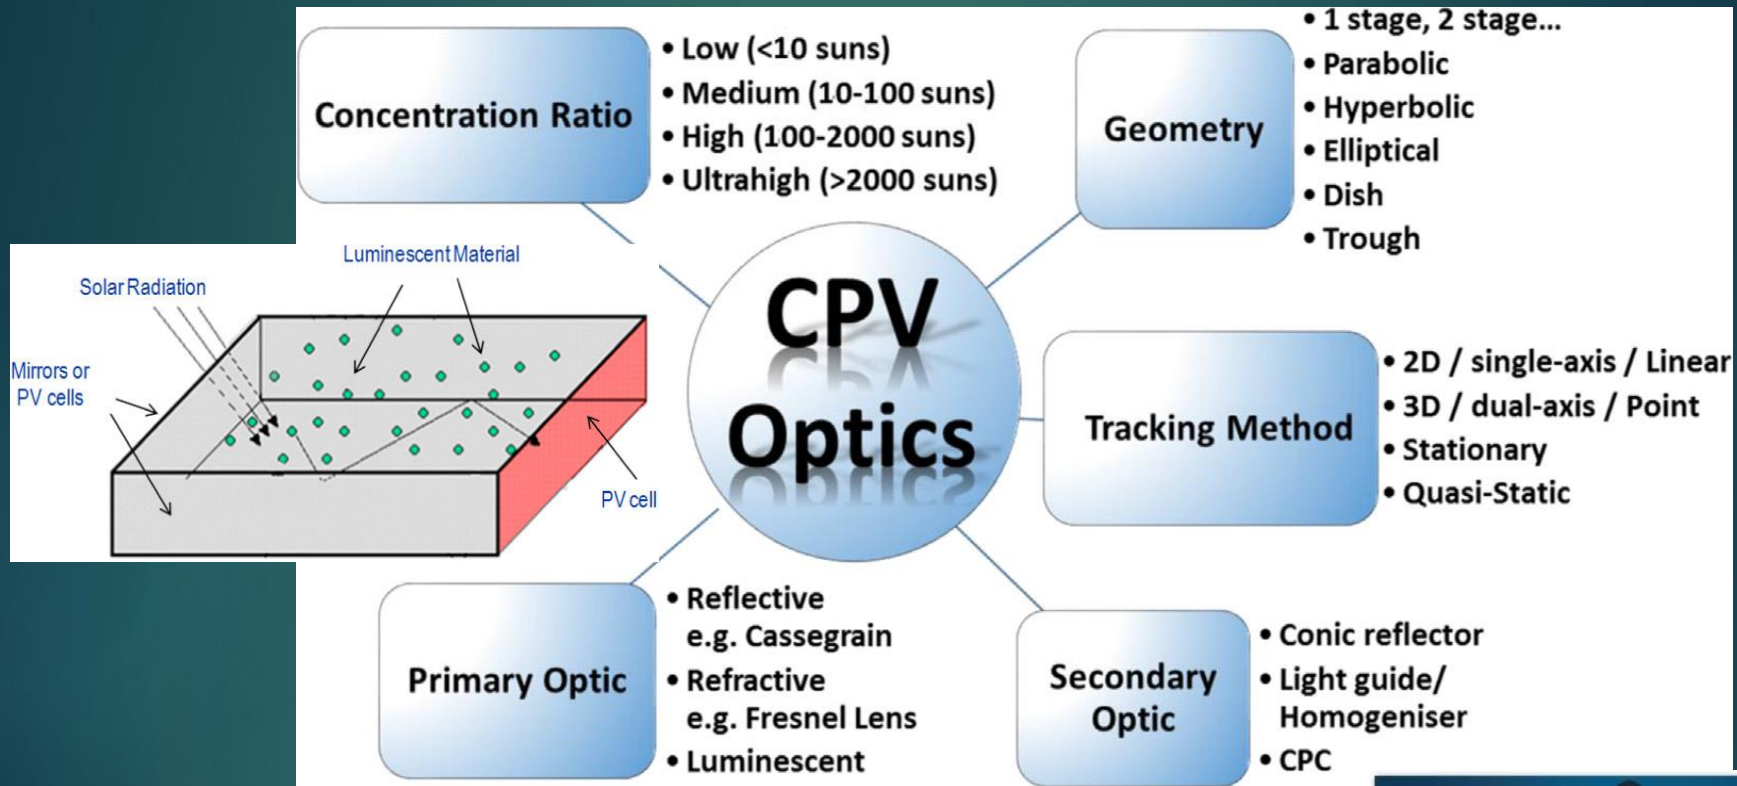 Concentration Ratio
• Low (<10 suns)
• Medium (10-100 suns)
• High (100-2000 suns)
• Ultrahigh (>2000 suns)
Geometry
• 1 stage, 2 stage...
• Parabolic
• Hyperbolic
• Elliptical
• Dish
• Trough
Luminescent Material
Solar Radiation
Mirrors or
PV cells
PV cell
CPV
Optics
Tracking Method
• 2D / single-axis / Linear
• 3D / dual-axis / Point
• Stationary
• Quasi-Static
Primary Optic
• Reflective
e.g. Cassegrain
• Refractive
e.g. Fresnel Lens
• Luminescent
Secondary
Optic
• Conic reflector
• Light guide/
Homogeniser
• CPC